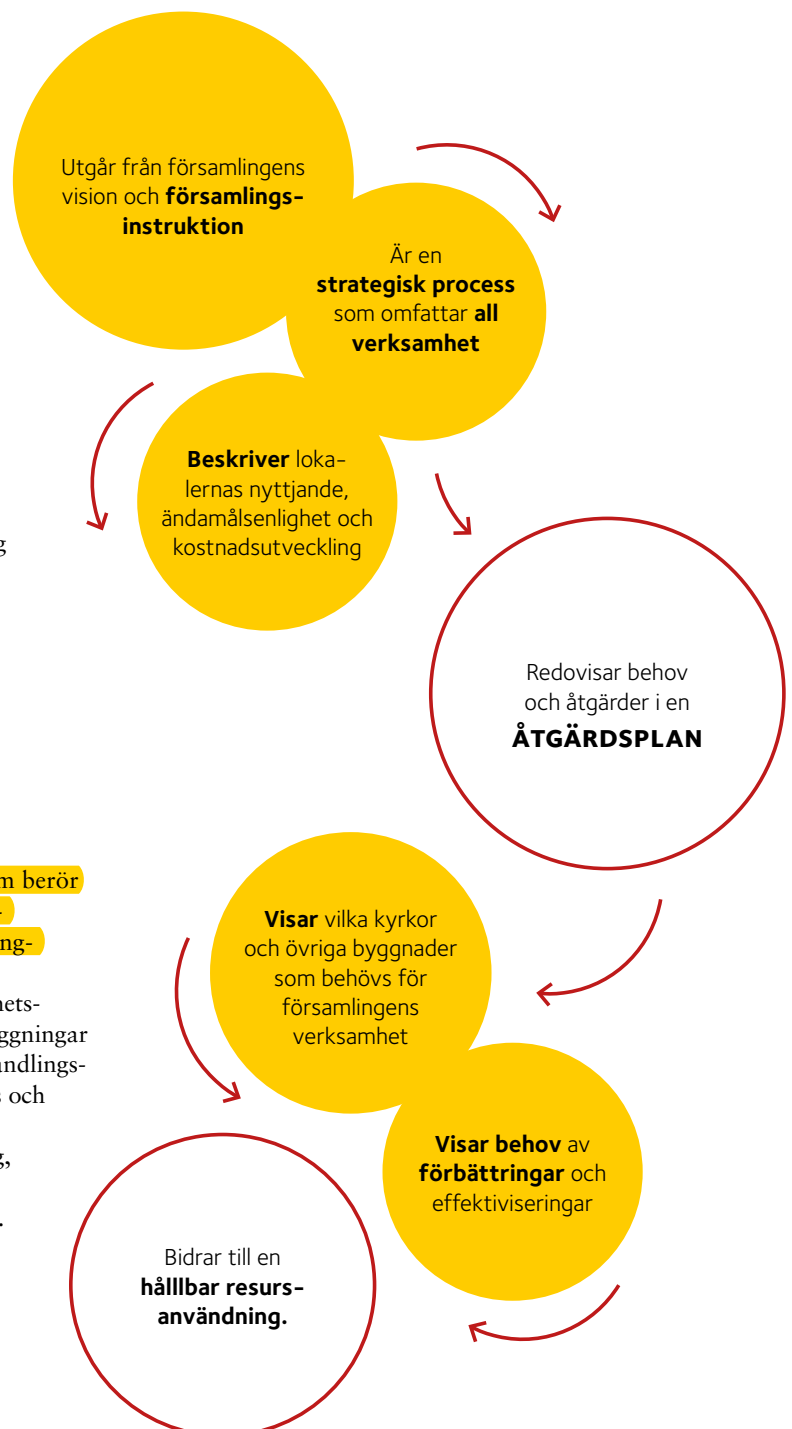 Utgår från församlingens
vision och församlings-
instruktion
Är en
strategisk process
som omfattar all
verksamhet
Beskriver loka-
lernas nyttjande,
ändamålsenlighet och
kostnadsutveckling
Redovisar behov
och åtgärder i en
ÅTGÄRDSPLAN
berör
och
Visar vilka kyrkor
och övriga byggnader
som behövs för
församlingens
verksamhet
Visar behov av
förbättringar och
effektiviseringar
Bidrar till en
hålllbar resurs-
användning.